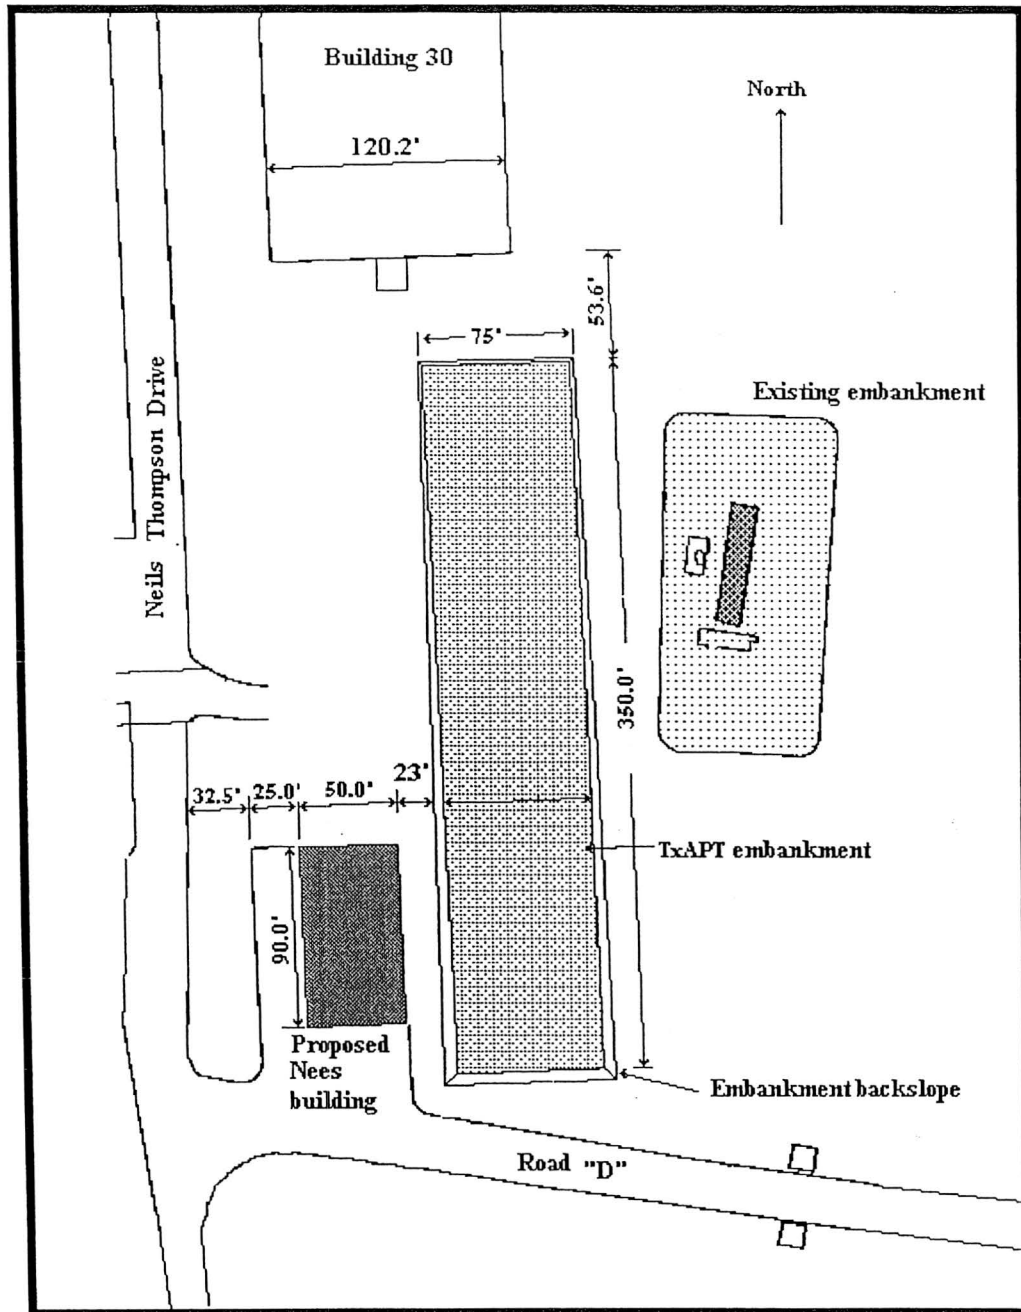 Building 30
120.2'
North
53.6'
75'
Existing embankment
Neils Thompson Drive
350.0'
23'
32.5'
25.0'
50.0'
TxAPT embankment
90.0'
Proposed
Nees
building
Embankment backslope
Road "D"